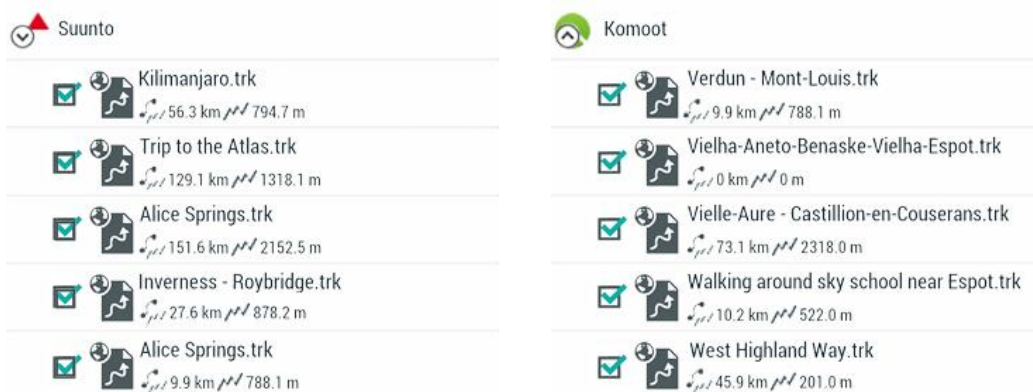 Suunto
Kilimanjaro.trk
56.3 km 794.7 m
Trip to the Atlas.trk
129.1 km 1318.1 m
Alice Springs.trk
151.6 km 2152.5 m
Inverness - Roybridge.trk
27.6 km 878.2 m
Alice Springs.trk
9.9 km 788.1 m
Komoot
Verdun - Mont-Louis.trk
9.9 km 788.1 m
Vielha-Aneto-Benaske-Vielha-Espot.trk
0 km 0 m
Vielle-Aure - Castillion-en-Couserans.trk
73.1 km 2318.0 m
Walking around sky school near Espot.trk
10.2 km 522.0 m
West Highland Way.trk
45.9 km 201.0 m